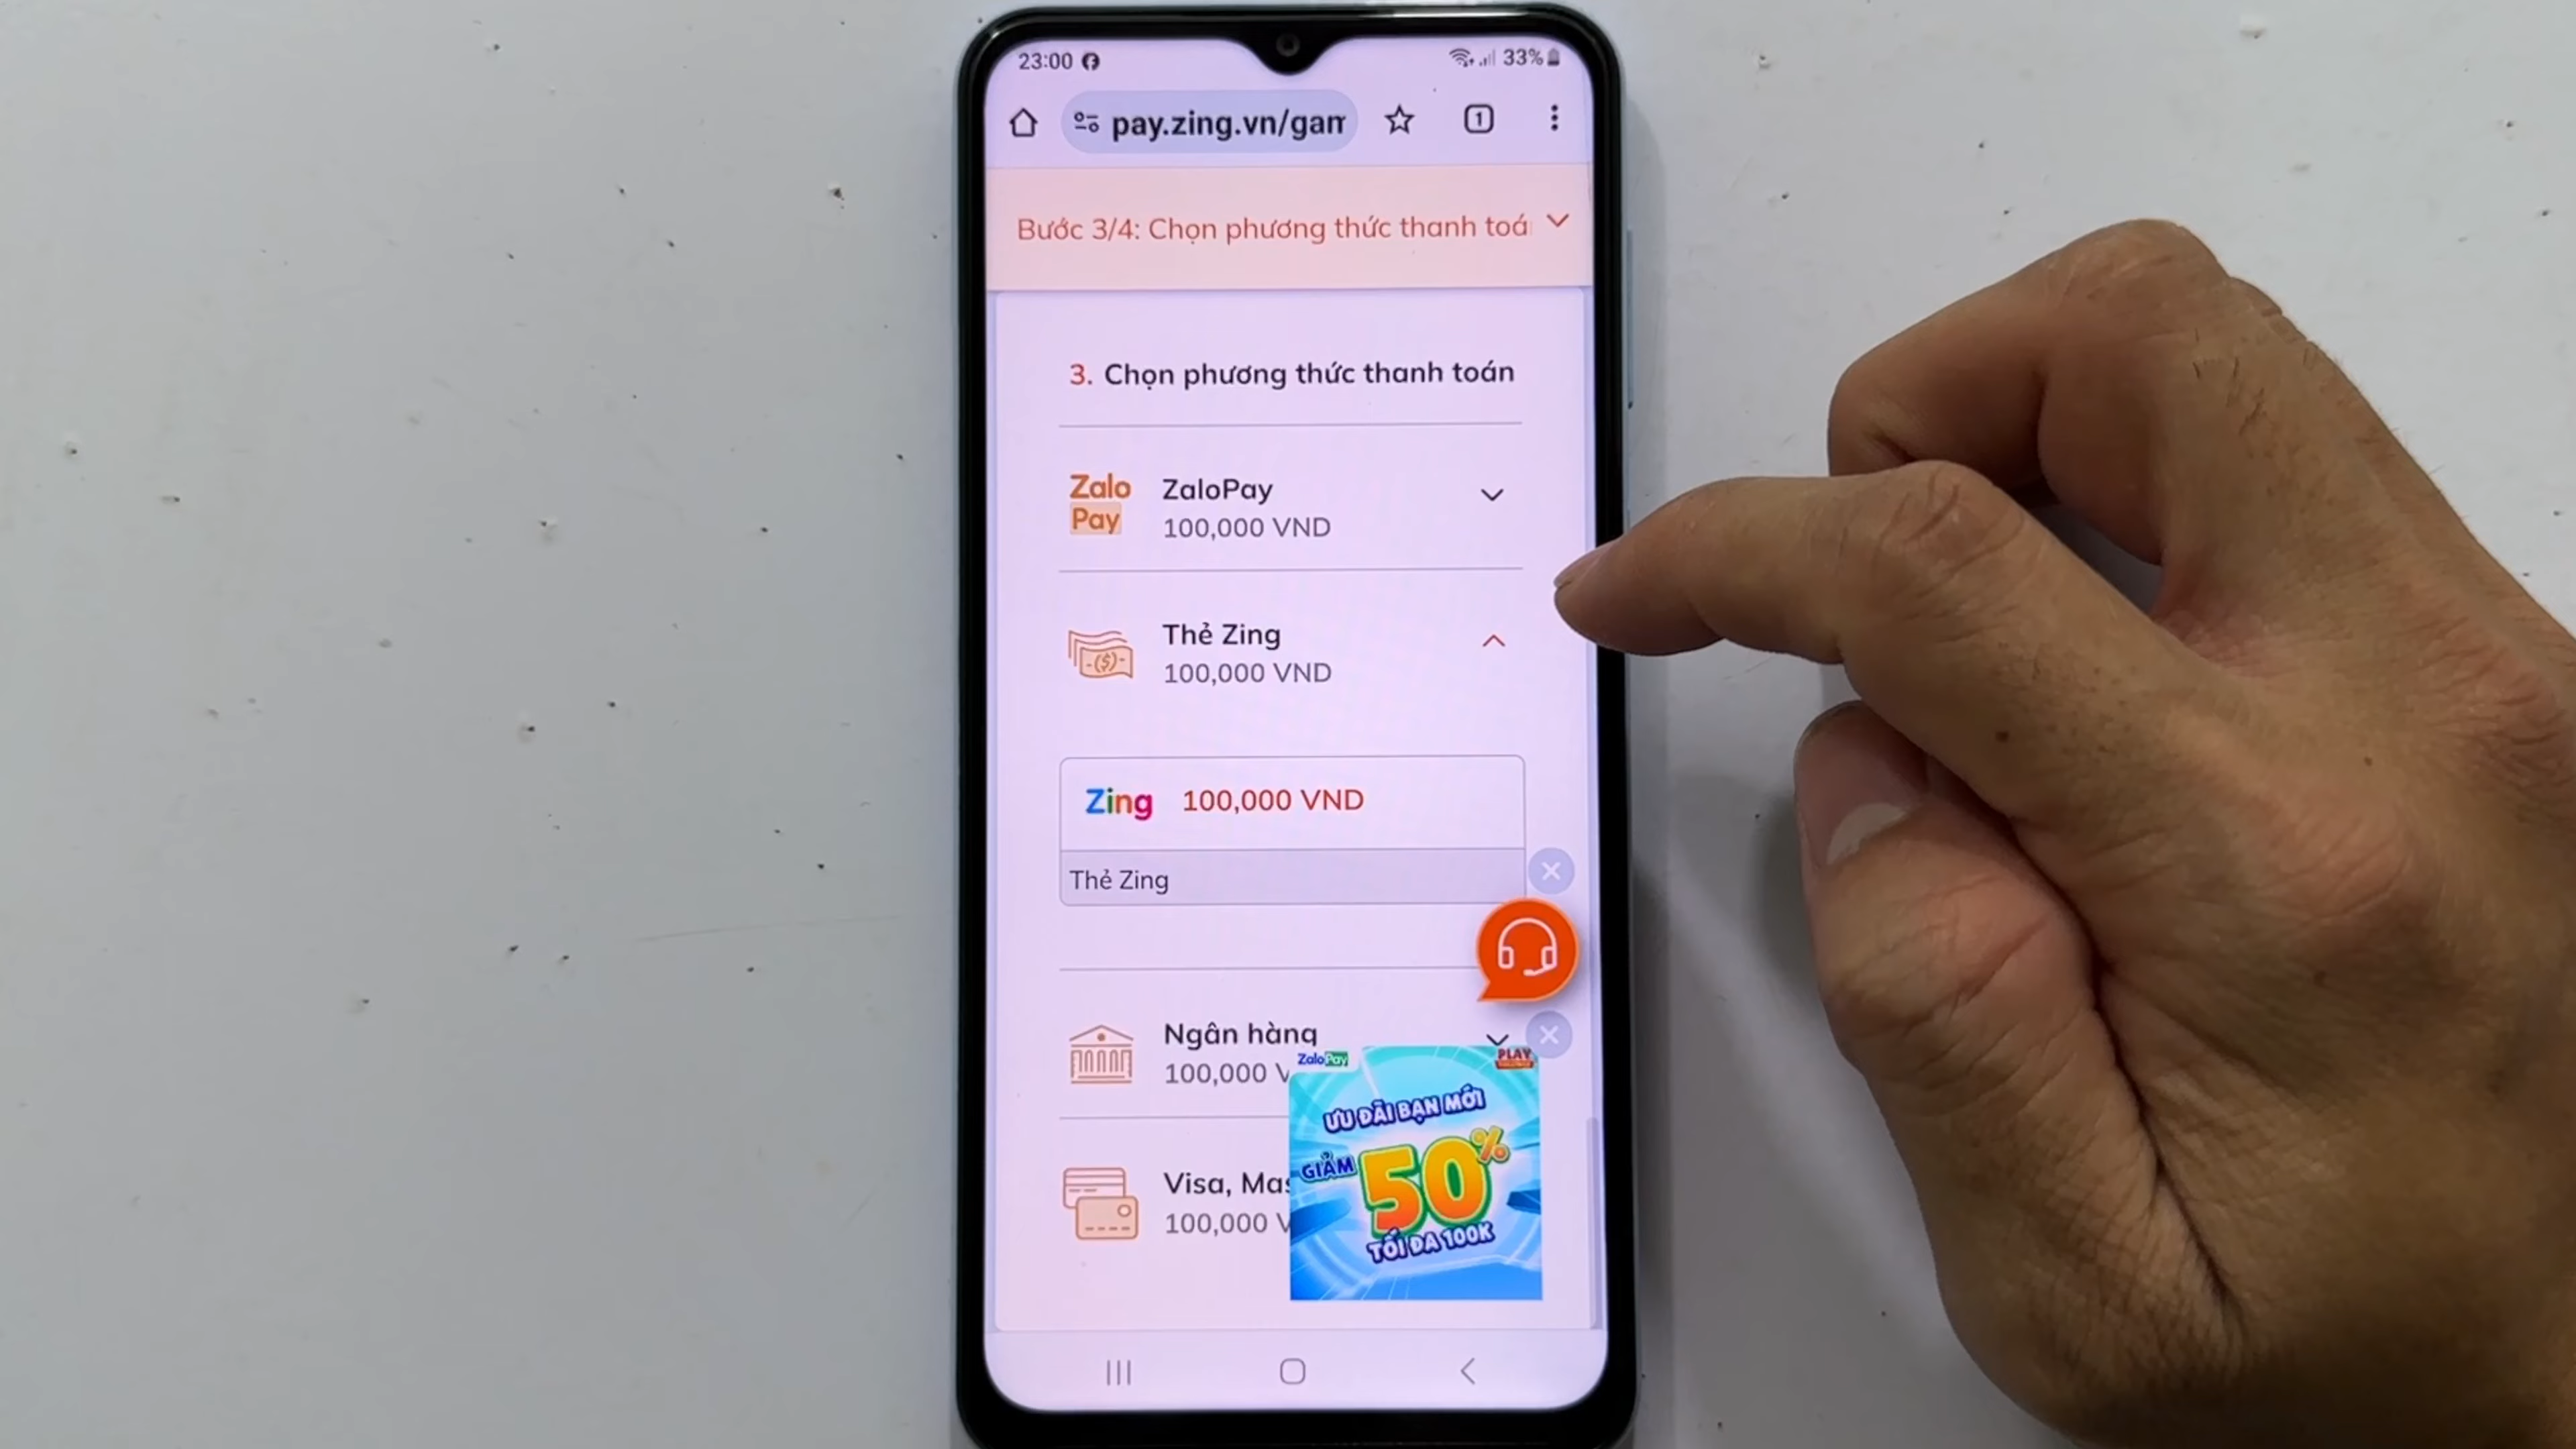 23:00
33%
pay.zing.vn/gam
1
Bước 3/4: Chọn phương thức thanh toá
3. Chọn phương thức thanh toán
Zalo
Pay
ZaloPay
100,000 VND
Thẻ Zing
100,000 VND
Zing 100,000 VND
Thẻ Zing
Ngân hàng
100,000 V
ZaloPay
PLAY
ƯU ĐÃI BẠN MỚI
GIẢM 50%
TỐI ĐA 100K
Visa, Mas
100,000 V